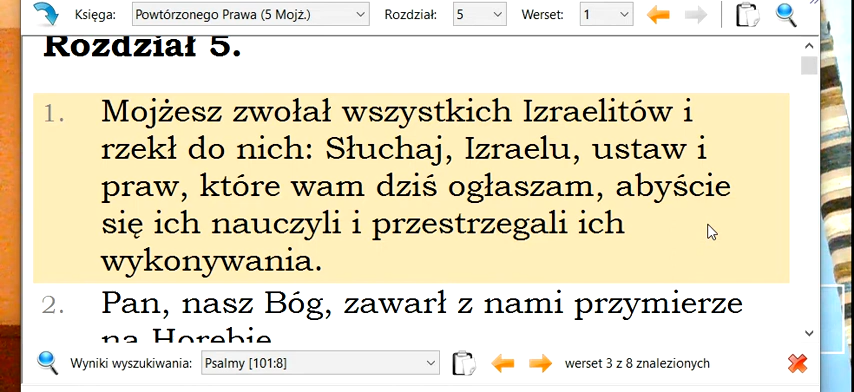 Księga: Powtórzonego Prawa (5 Mojż.) Rozdział: 5 Werset: 1
Rozdział 5.
1. Mojżesz zwołał wszystkich Izraelitów i
rzekł do nich: Słuchaj, Izraelu, ustaw i
praw, które wam dziś ogłaszam, abyście
się ich nauczyli i przestrzegali ich
wykonywania.
2. Pan, nasz Bóg, zawarł z nami przymierze
na Horebie
Wyniki wyszukiwania: Psalmy [101:8] werset 3 z 8 znalezionych